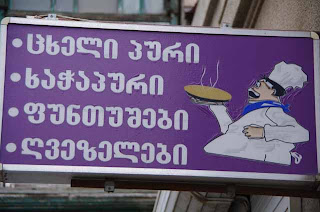 • ცხელი პური
• ხაჭაპური
• ფუნთუშები
• ღვეზელები